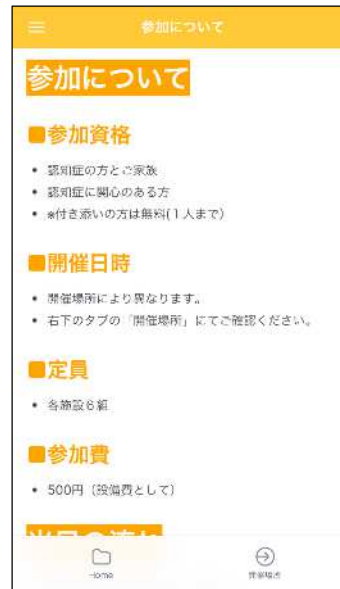 参加について
参加について
■参加資格
• 認知症の方とご家族
• 認知症に関心のある方
• *付き添いの方は無料(1人まで)
■開催日時
• 開催場所により異なります。
• 右下のタブの「開催場所」にてご確認ください。
■定員
• 各施設6組
■参加費
• 500円（設備費として）
当日の流れ
Home
開催場所